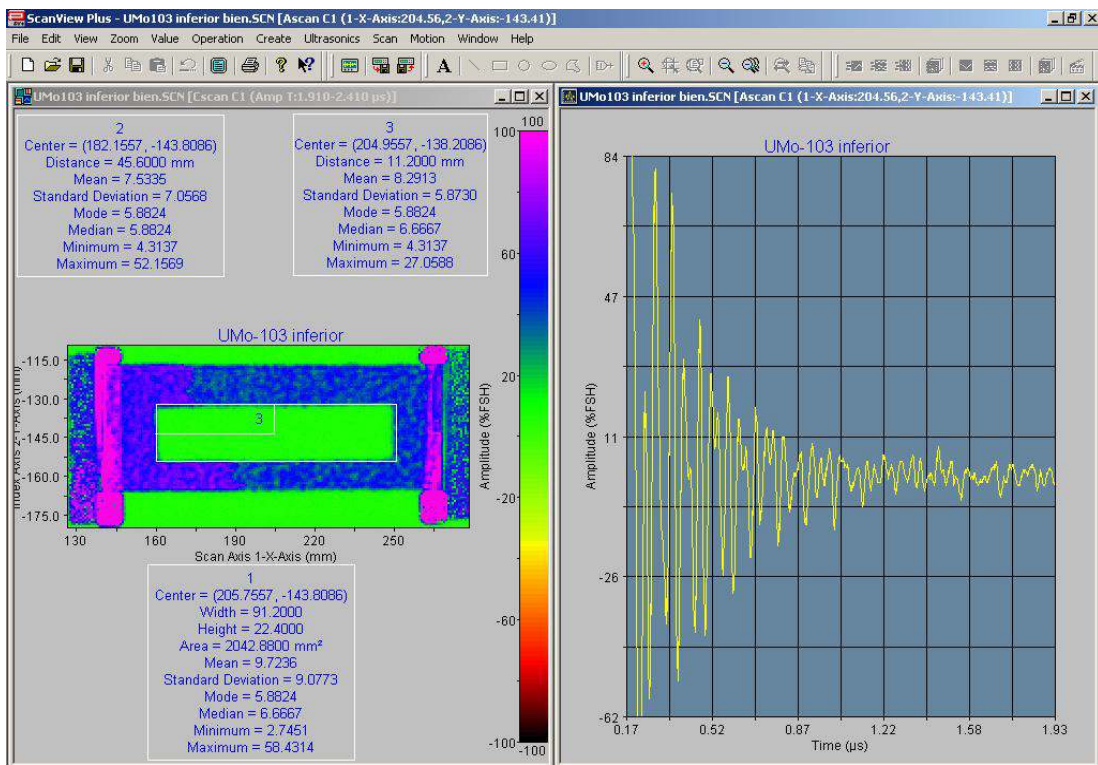 ScanView Plus - UMo103 inferior bien.SCN [Ascan C1 (1-X-Axis:204.56,2-Y-Axis:-143.41)]
File Edit View Zoom Value Operation Create Ultrasonics Scan Motion Window Help
UMo103 inferior bien.SCN [Cscan C1 (Amp T:1.910-2.410 µs)]
2
Center = (182.1557, -143.8086)
Distance = 45.6000 mm
Mean = 7.5335
Standard Deviation = 7.0568
Mode = 5.8824
Median = 5.8824
Minimum = 4.3137
Maximum = 52.1569
3
Center = (204.9557, -138.2086)
Distance = 11.2000 mm
Mean = 8.2913
Standard Deviation = 5.8730
Mode = 5.8824
Median = 6.6667
Minimum = 4.3137
Maximum = 27.0588
UMo-103 inferior
-115.0
-130.0
-145.0
-160.0
-175.0
3
130 160 190 220 250
Scan Axis 1-X-Axis (mm)
1
Center = (205.7557, -143.8086)
Width = 91.2000
Height = 22.4000
Area = 2042.8800 mm²
Mean = 9.7236
Standard Deviation = 9.0773
Mode = 5.8824
Median = 6.6667
Minimum = 2.7451
Maximum = 58.4314
Amplitude (%FSH)
100
100
60
20
-20
-60
-100
-100
UMo103 inferior bien.SCN [Ascan C1 (1-X-Axis:204.56,2-Y-Axis:-143.41)]
UMo-103 inferior
Amplitude (%FSH)
84
47
11
-26
-62
0.17 0.52 0.87 1.22 1.58 1.93
Time (µs)